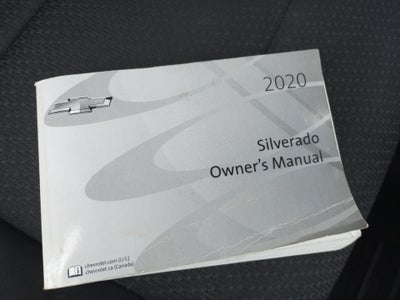 2020
Silverado
Owner's Manual
chevrolet.com (U.S.)
chevrolet.ca (Canada)